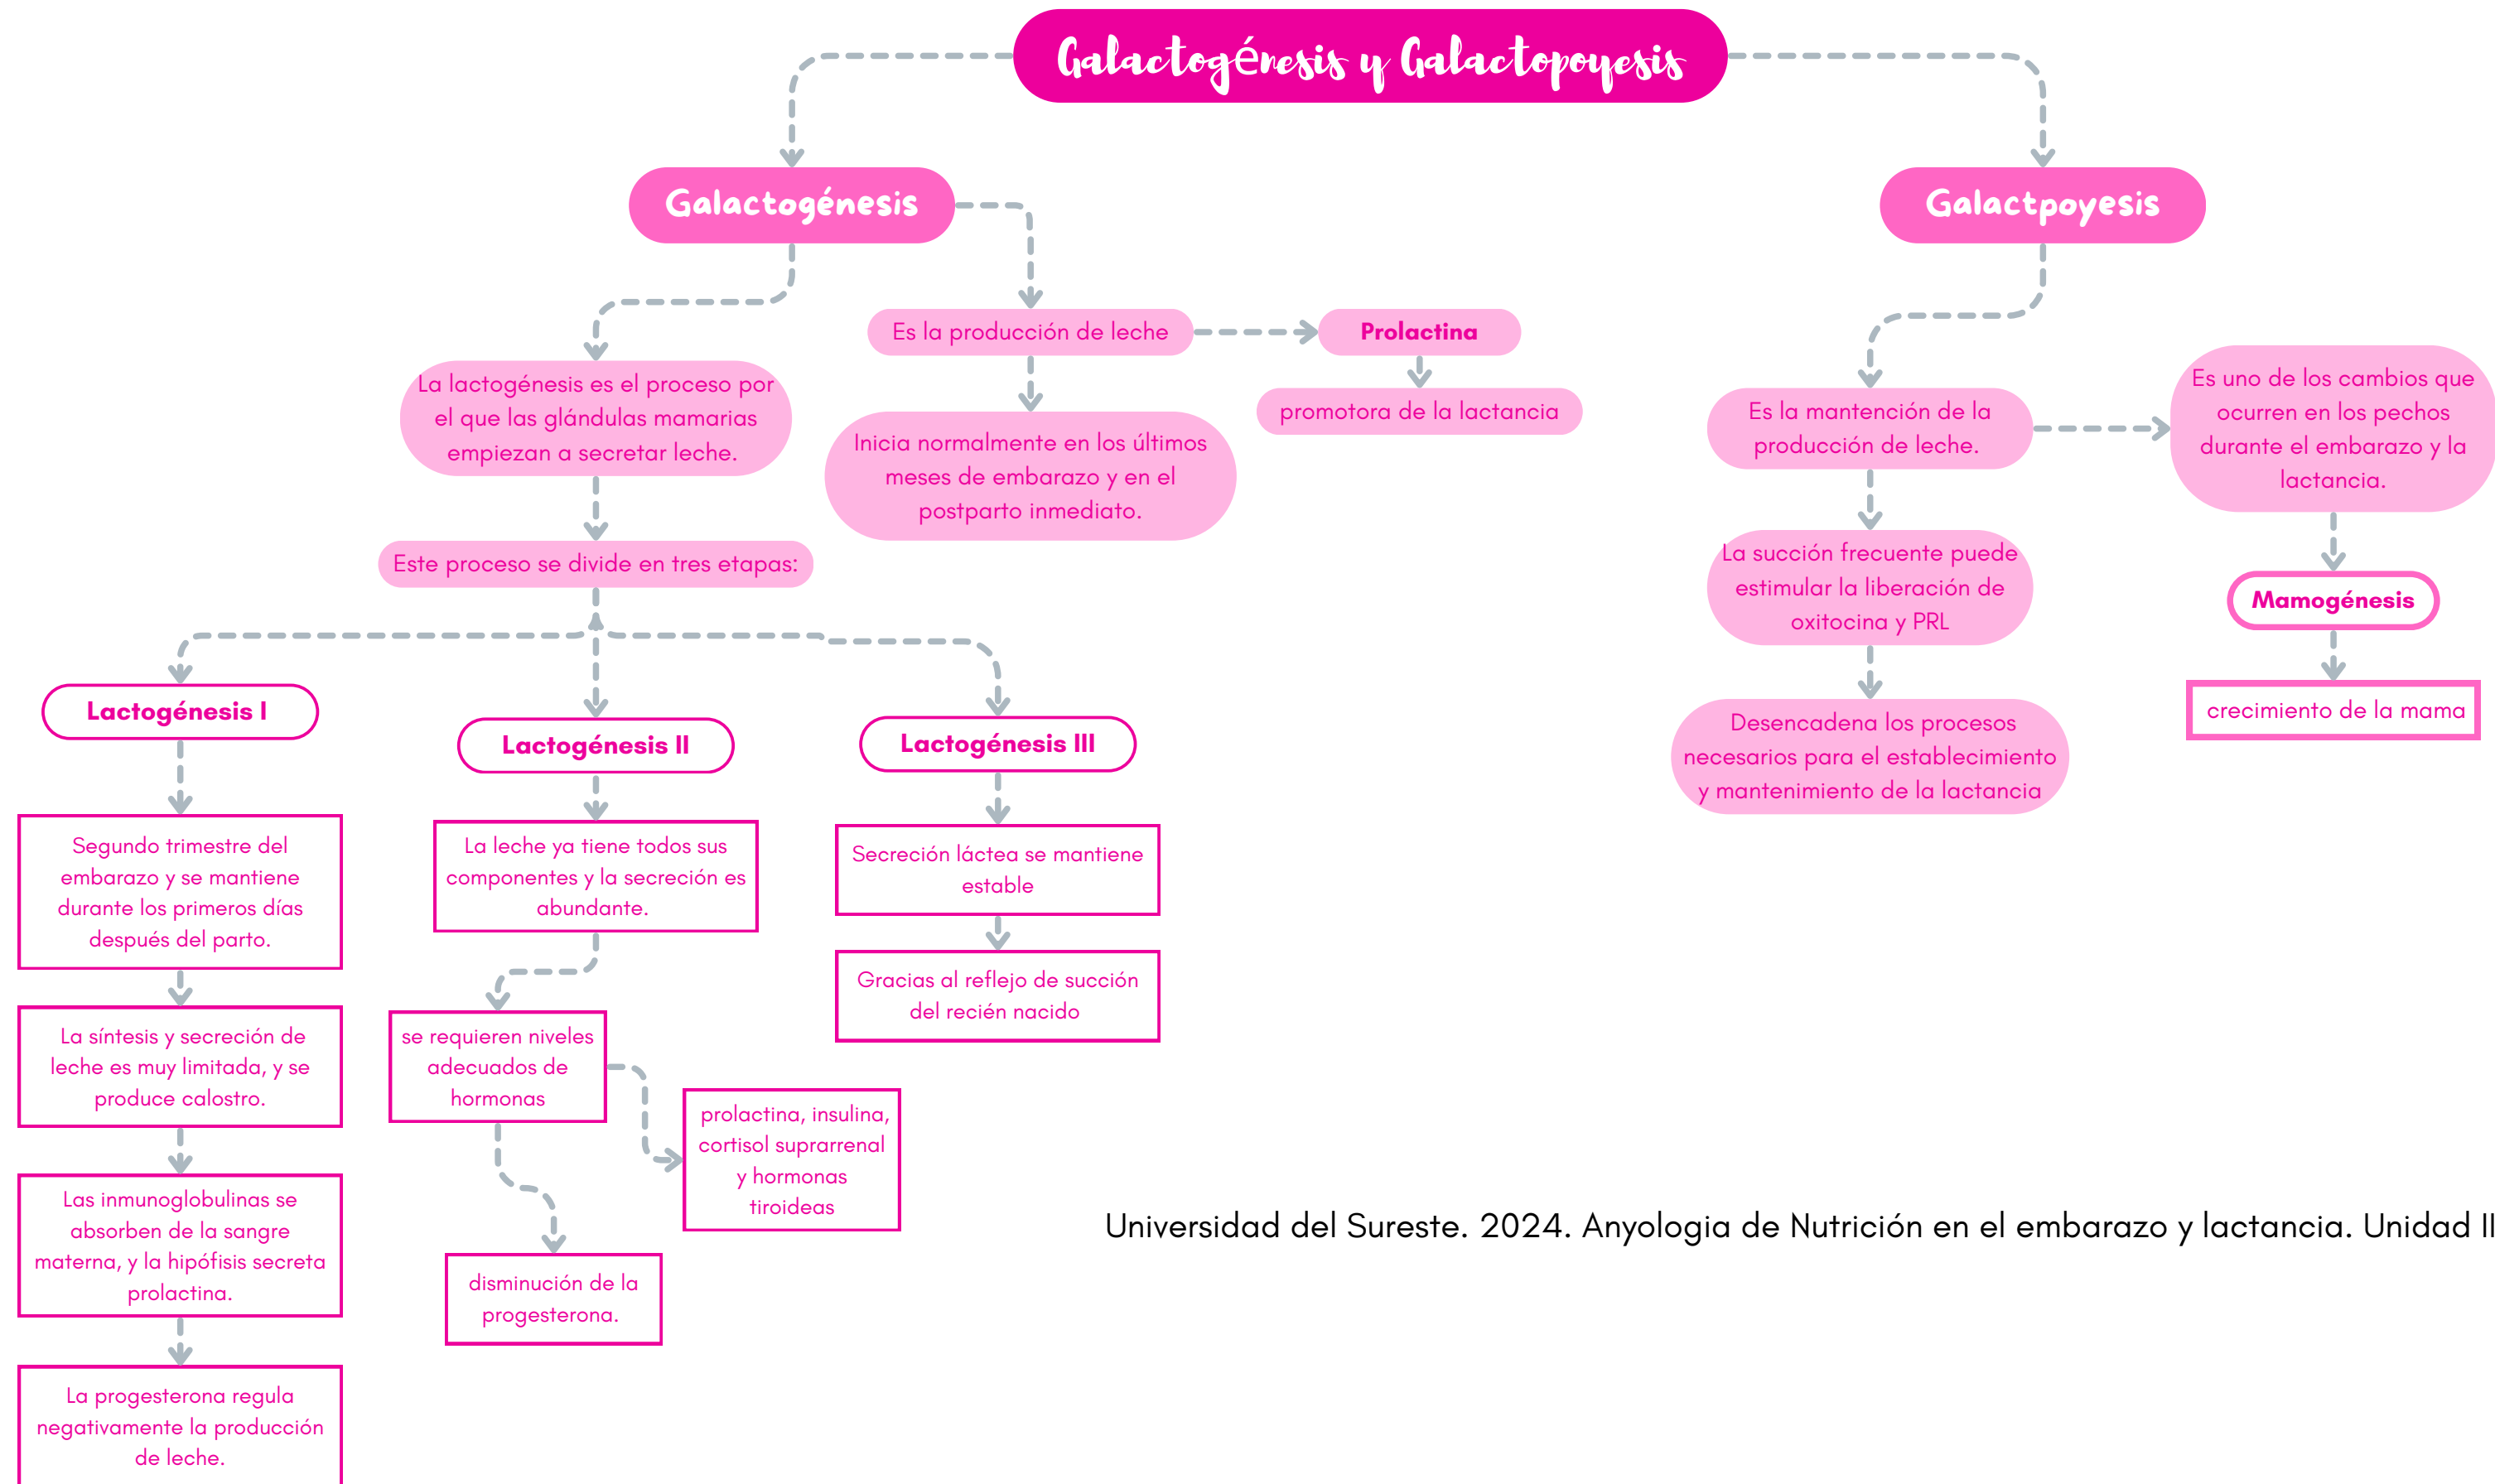 Galactogénesis y Galactopoyesis
Galactogénesis
Galactpoyesis
La lactogénesis es el proceso por
el que las glándulas mamarias
empiezan a secretar leche.
Es la producción de leche
Prolactina
promotora de la lactancia
Inicia normalmente en los últimos
meses de embarazo y en el
postparto inmediato.
Este proceso se divide en tres etapas:
Lactogénesis I
Segundo trimestre del
embarazo y se mantiene
durante los primeros días
después del parto.
La síntesis y secreción de
leche es muy limitada, y se
produce calostro.
Las inmunoglobulinas se
absorben de la sangre
materna, y la hipófisis secreta
prolactina.
La progesterona regula
negativamente la producción
de leche.
Lactogénesis II
La leche ya tiene todos sus
componentes y la secreción es
abundante.
se requieren niveles
adecuados de
hormonas
prolactina, insulina,
cortisol suprarrenal
y hormonas
tiroideas
disminución de la
progesterona.
Lactogénesis III
Secreción láctea se mantiene
estable
Gracias al reflejo de succión
del recién nacido
Es la mantención de la
producción de leche.
La succión frecuente puede
estimular la liberación de
oxitocina y PRL
Desencadena los procesos
necesarios para el establecimiento
y mantenimiento de la lactancia
Es uno de los cambios que
ocurren en los pechos
durante el embarazo y la
lactancia.
Mamogénesis
crecimiento de la mama
Universidad del Sureste. 2024. Anyologia de Nutrición en el embarazo y lactancia. Unidad II